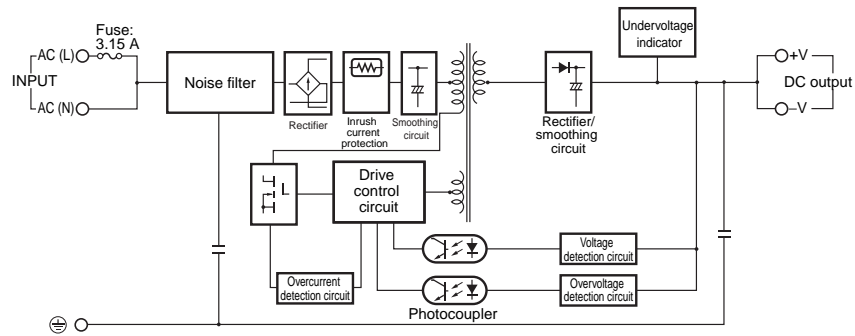 Fuse:
3.15 A
AC (L)
INPUT
AC (N)
Noise filter
Rectifier
Inrush
current
protection
Smoothing
circuit
Rectifier/
smoothing
circuit
Undervoltage
indicator
+V
DC output
–V
Drive
control
circuit
Overcurrent
detection circuit
Photocoupler
Voltage
detection circuit
Overvoltage
detection circuit